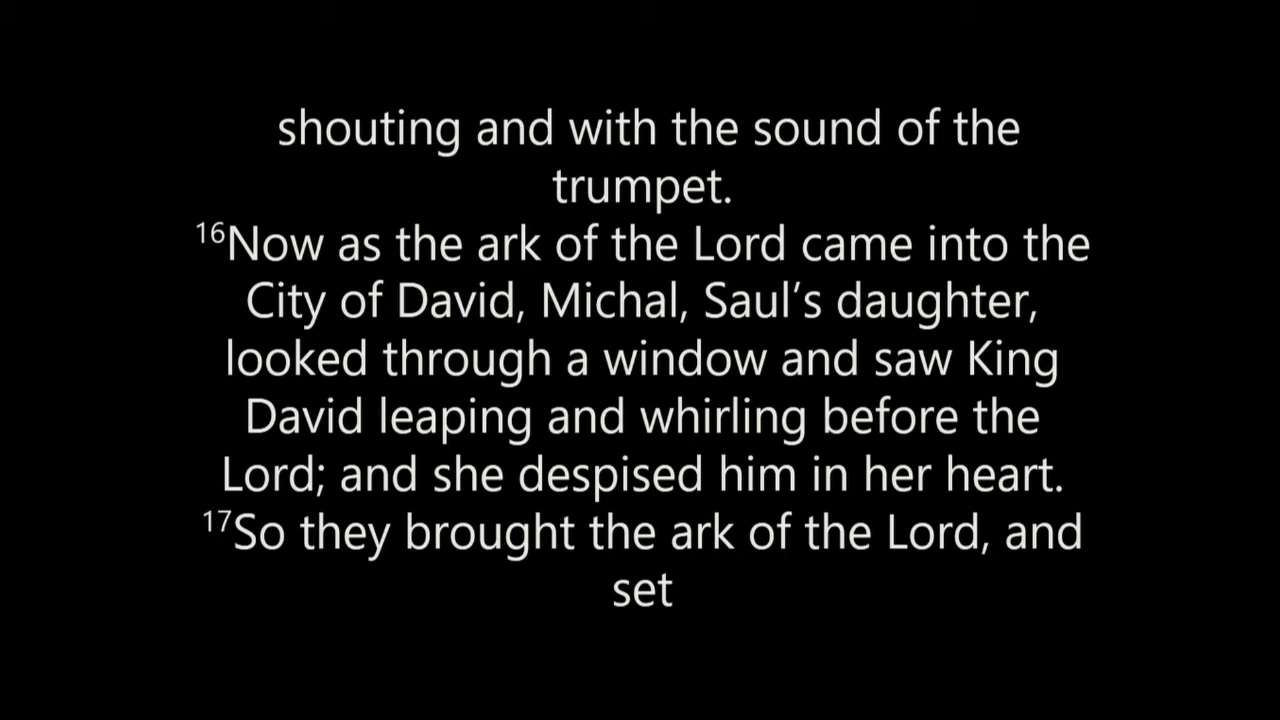 shouting and with the sound of the
trumpet.
16Now as the ark of the Lord came into the
City of David, Michal, Saul’s daughter,
looked through a window and saw King
David leaping and whirling before the
Lord; and she despised him in her heart.
17So they brought the ark of the Lord, and
set